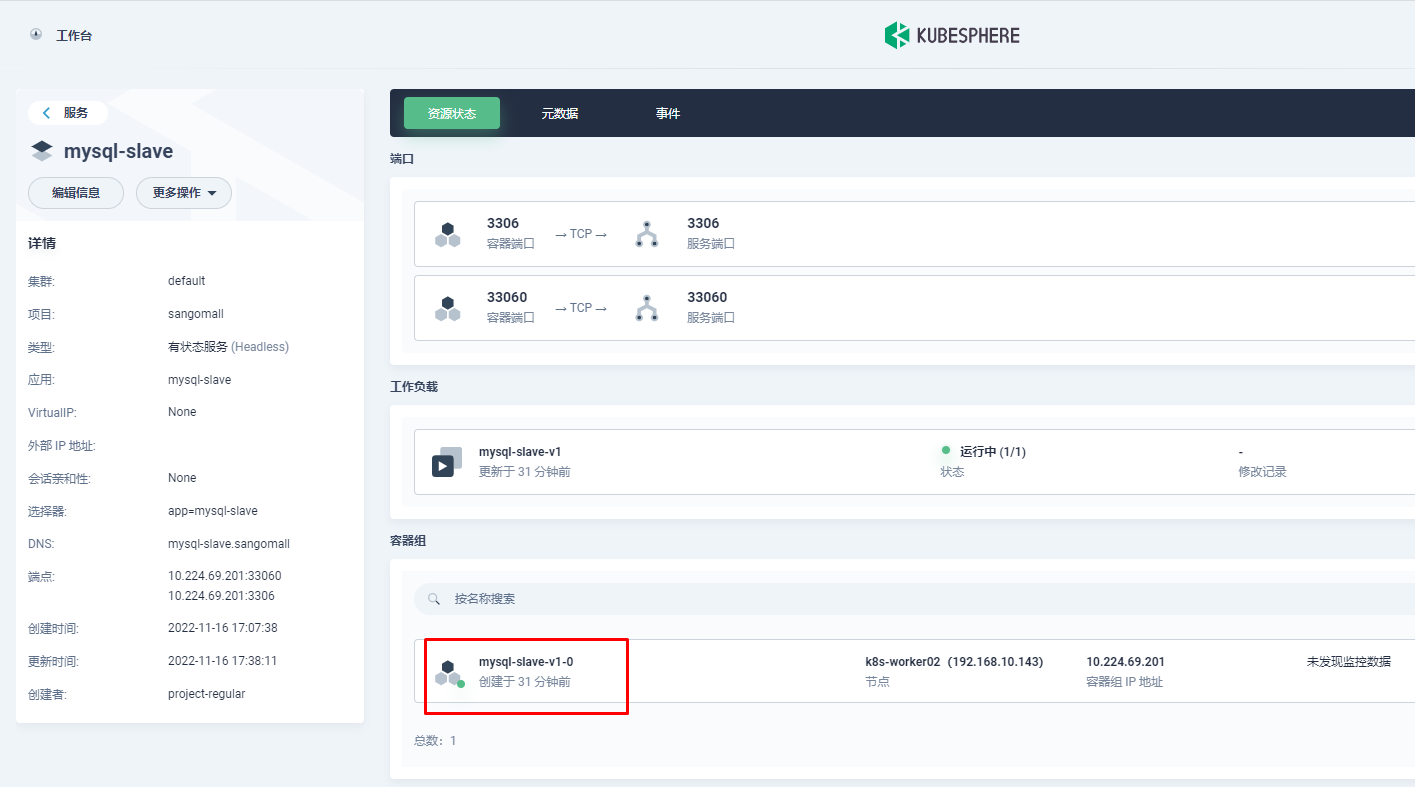 工作台
KUBESPHERE
服务
mysql-slave
编辑信息
更多操作
详情
集群: default
项目: sangomall
类型: 有状态服务 (Headless)
应用: mysql-slave
VirtualIP: None
外部 IP 地址:
会话亲和性: None
选择器: app=mysql-slave
DNS: mysql-slave.sangomall
端点: 10.224.69.201:33060
10.224.69.201:3306
创建时间: 2022-11-16 17:07:38
更新时间: 2022-11-16 17:38:11
创建者: project-regular
资源状态 元数据 事件
端口
3306 →TCP→ 3306
容器端口 服务端口
33060 →TCP→ 33060
容器端口 服务端口
工作负载
mysql-slave-v1 运行中 (1/1) -
更新于 31 分钟前 状态 修改记录
容器组
按名称搜索
mysql-slave-v1-0 k8s-worker02（192.168.10.143) 10.224.69.201 未发现监控数据
创建于 31 分钟前 节点 容器组 IP 地址
总数：1